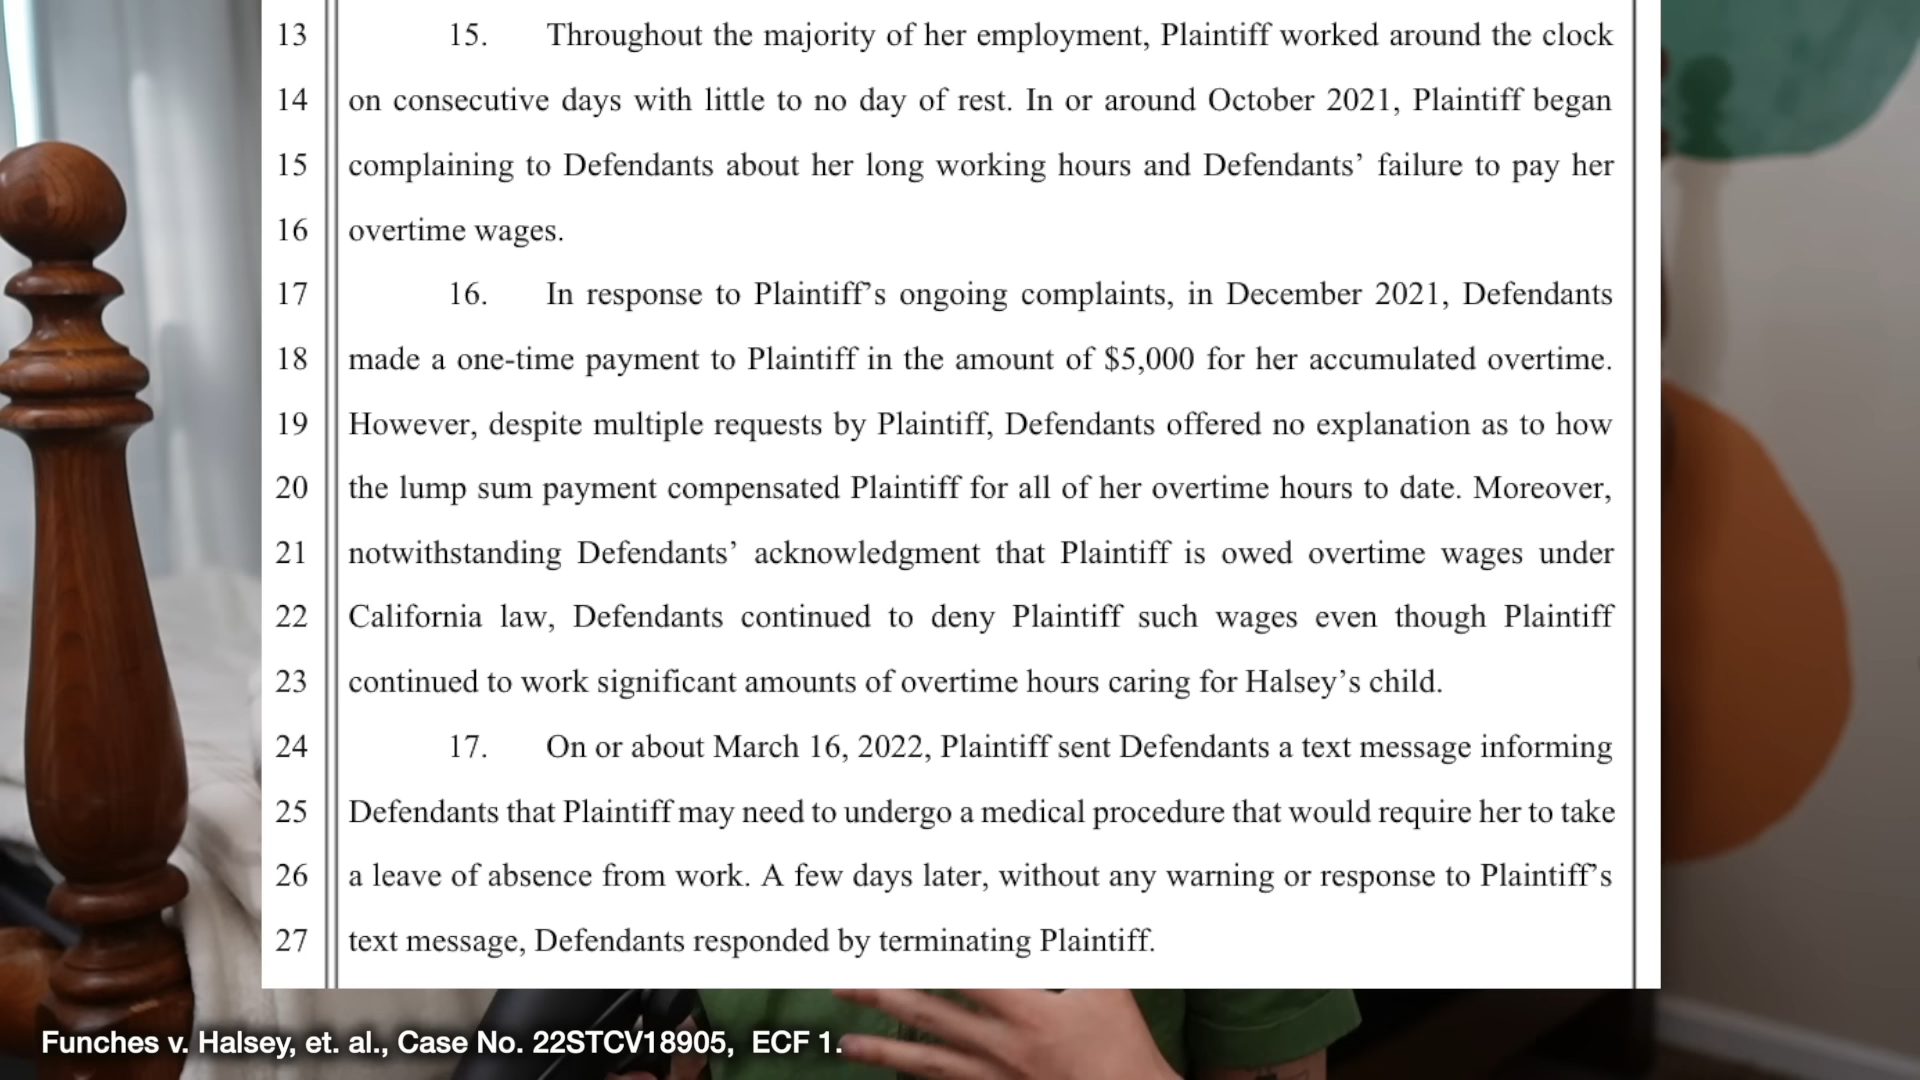 13 15. Throughout the majority of her employment, Plaintiff worked around the clock
14 on consecutive days with little to no day of rest. In or around October 2021, Plaintiff began
15 complaining to Defendants about her long working hours and Defendants’ failure to pay her
16 overtime wages.
17 16. In response to Plaintiff’s ongoing complaints, in December 2021, Defendants
18 made a one-time payment to Plaintiff in the amount of $5,000 for her accumulated overtime.
19 However, despite multiple requests by Plaintiff, Defendants offered no explanation as to how
20 the lump sum payment compensated Plaintiff for all of her overtime hours to date. Moreover,
21 notwithstanding Defendants’ acknowledgment that Plaintiff is owed overtime wages under
22 California law, Defendants continued to deny Plaintiff such wages even though Plaintiff
23 continued to work significant amounts of overtime hours caring for Halsey’s child.
24 17. On or about March 16, 2022, Plaintiff sent Defendants a text message informing
25 Defendants that Plaintiff may need to undergo a medical procedure that would require her to take
26 a leave of absence from work. A few days later, without any warning or response to Plaintiff’s
27 text message, Defendants responded by terminating Plaintiff.
Funches v. Halsey, et. al., Case No. 22STCV18905, ECF 1.